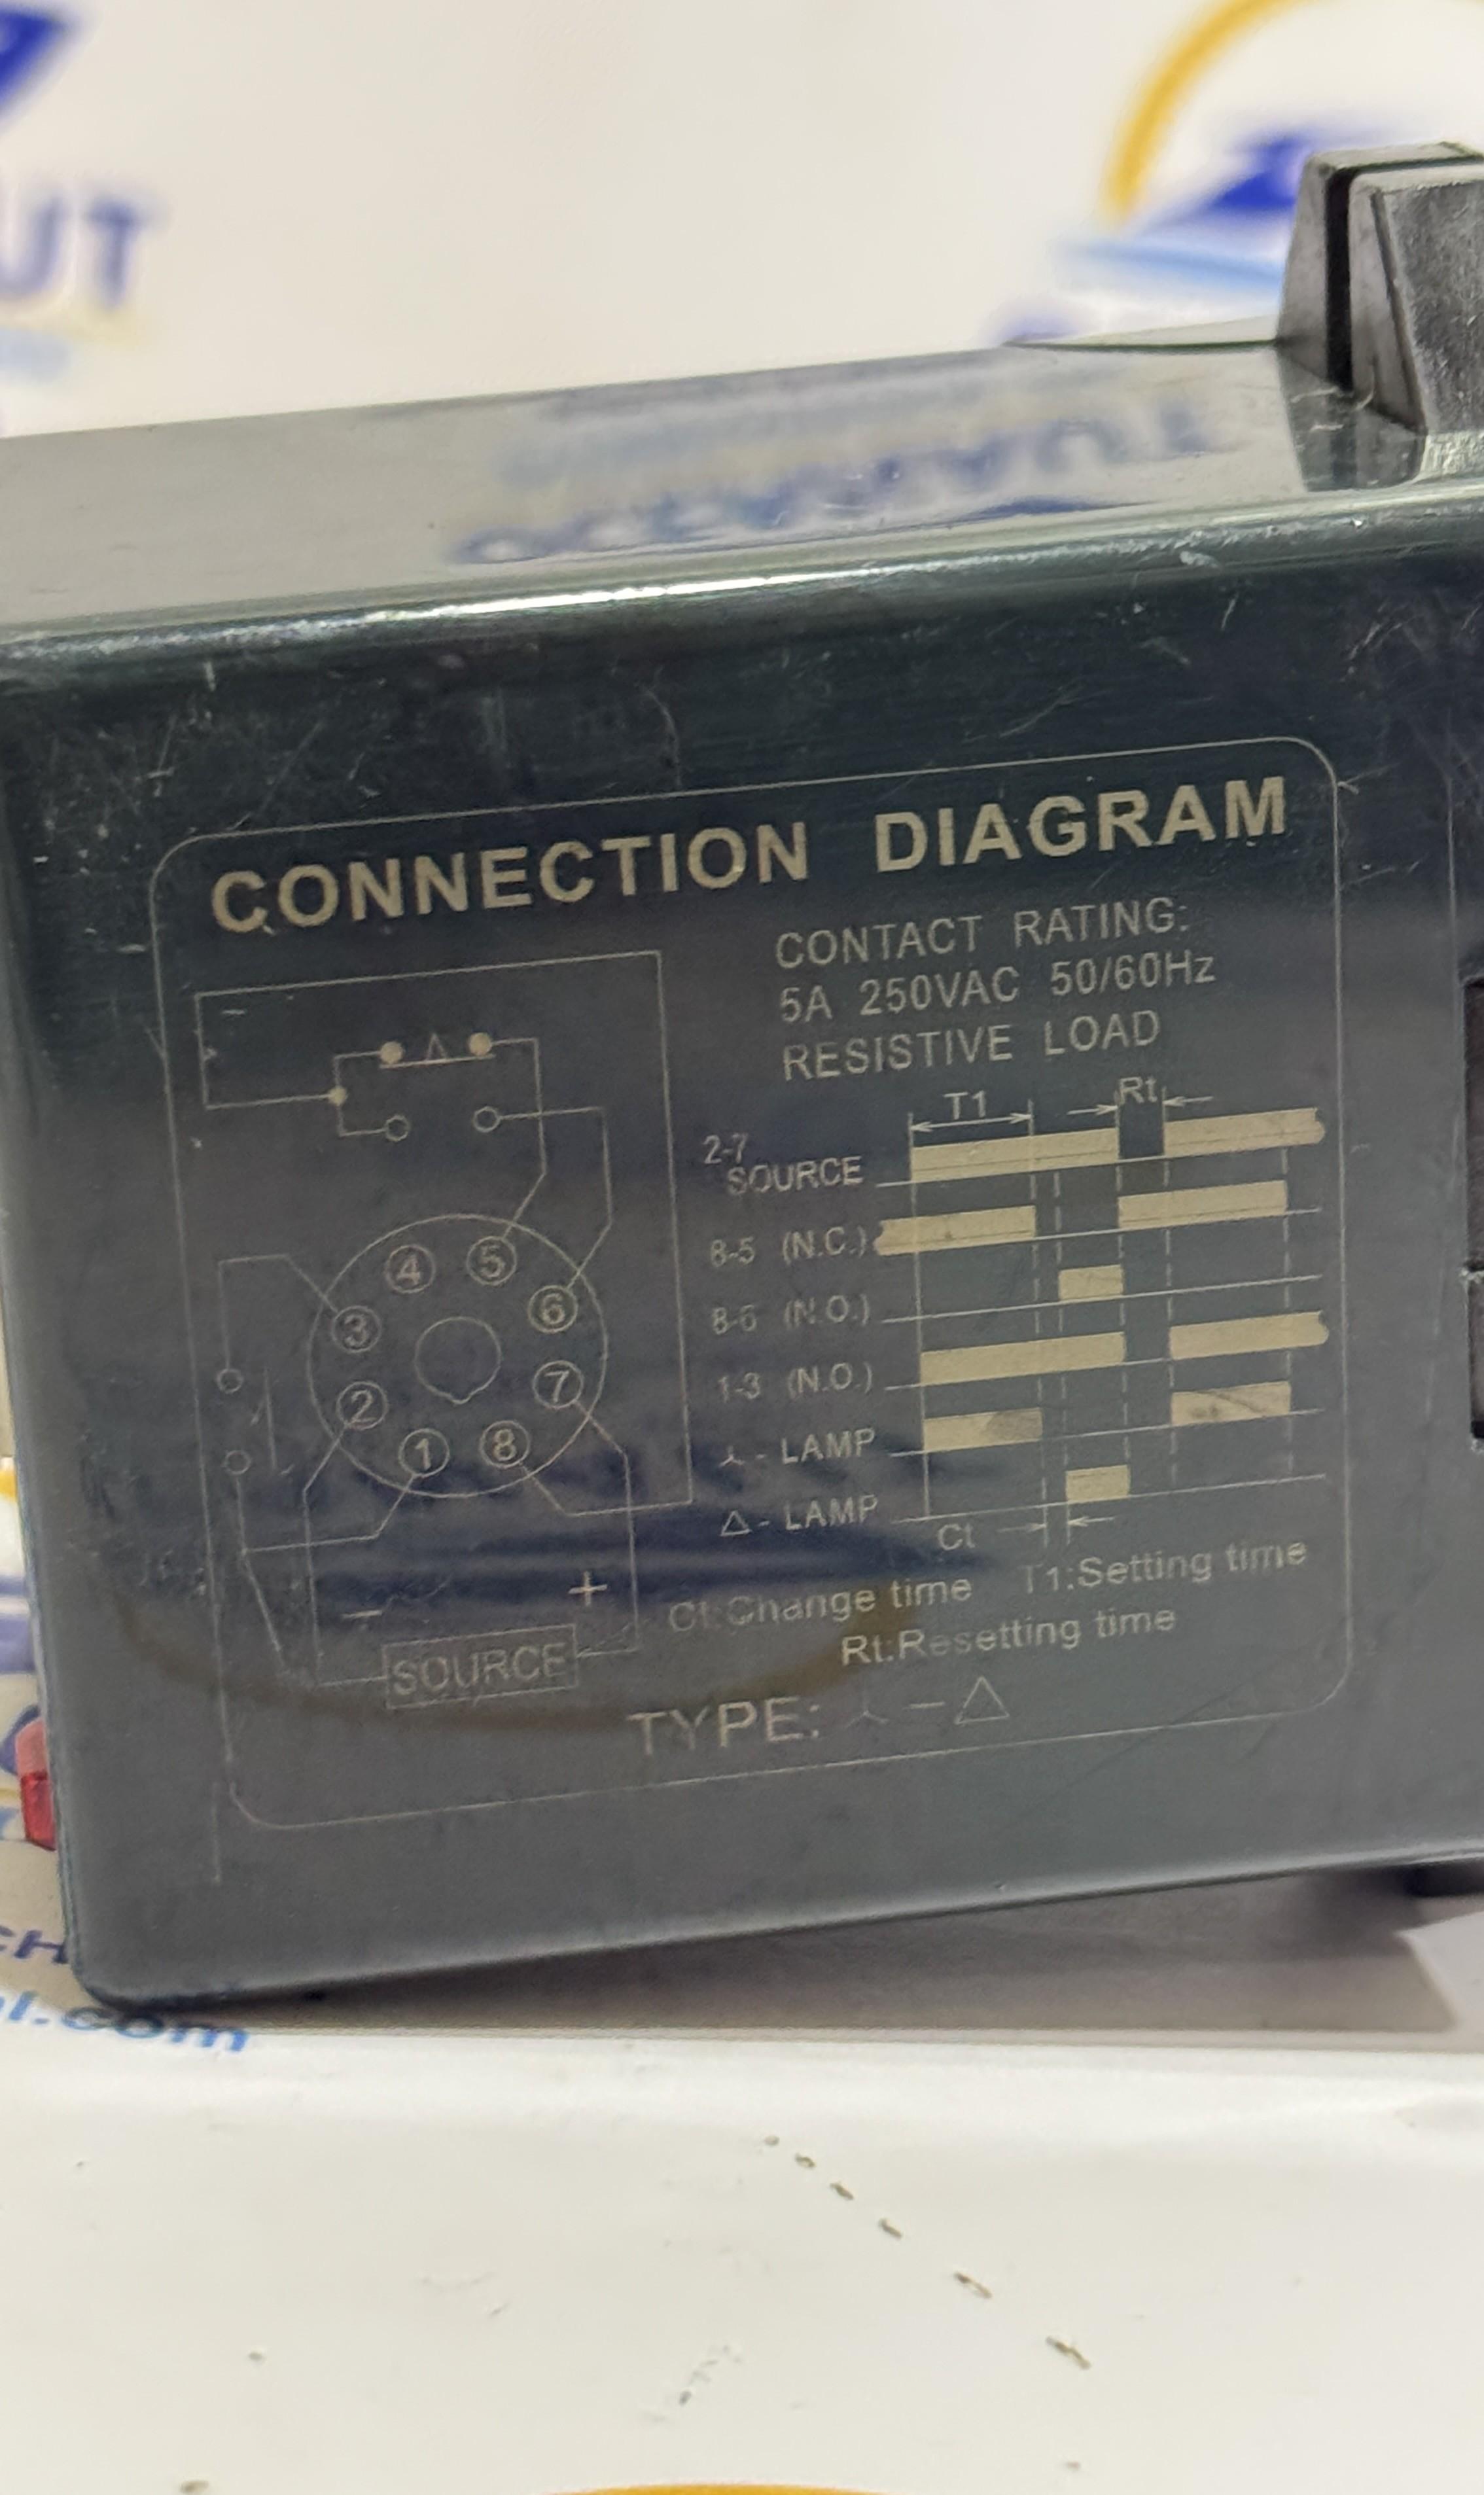 UT
CONNECTION DIAGRAM
CONTACT RATING:
5A 250VAC 50/60Hz
RESISTIVE LOAD
T1
Rt
2-7
SOURCE
8-5 (N.C.)
8-6 (N.O.)
1-3 (N.O.)
⅄ - LAMP
△ - LAMP
Ct
4 5
3 6
2 7
1 8
- +
SOURCE
Ct:Change time T1:Setting time
Rt:Resetting time
TYPE: ⅄ - △
l.com